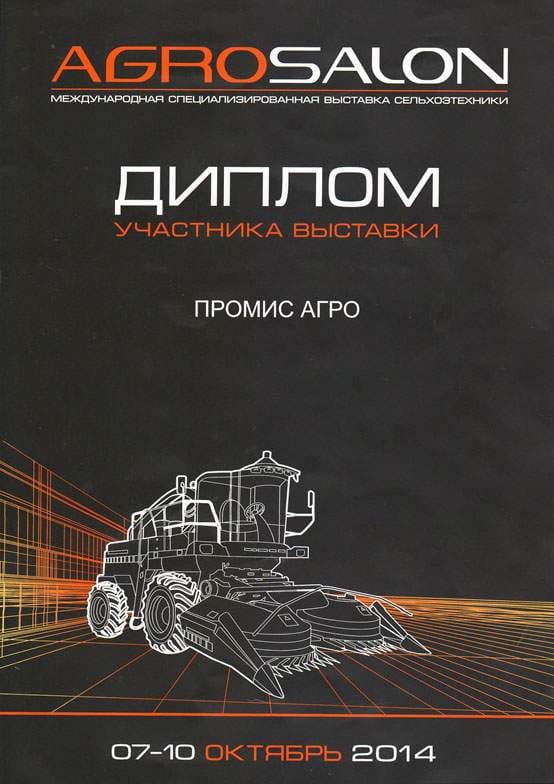 AGROSALON
МЕЖДУНАРОДНАЯ СПЕЦИАЛИЗИРОВАННАЯ ВЫСТАВКА СЕЛЬХОЗТЕХНИКИ
ДИПЛОМ
УЧАСТНИКА ВЫСТАВКИ
ПРОМИС АГРО
07-10 ОКТЯБРЬ 2014